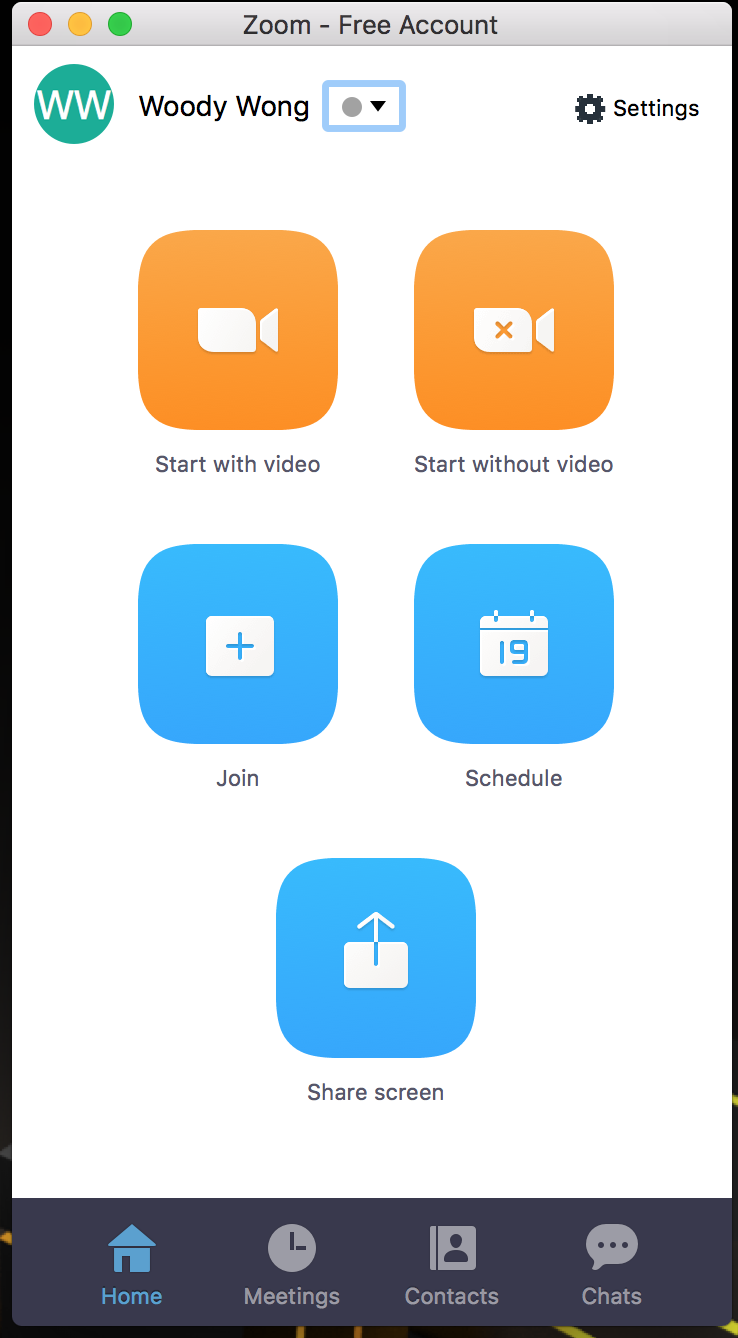 Zoom - Free Account
WW Woody Wong Settings
Start with video Start without video
19
Join Schedule
Share screen
Home Meetings Contacts Chats